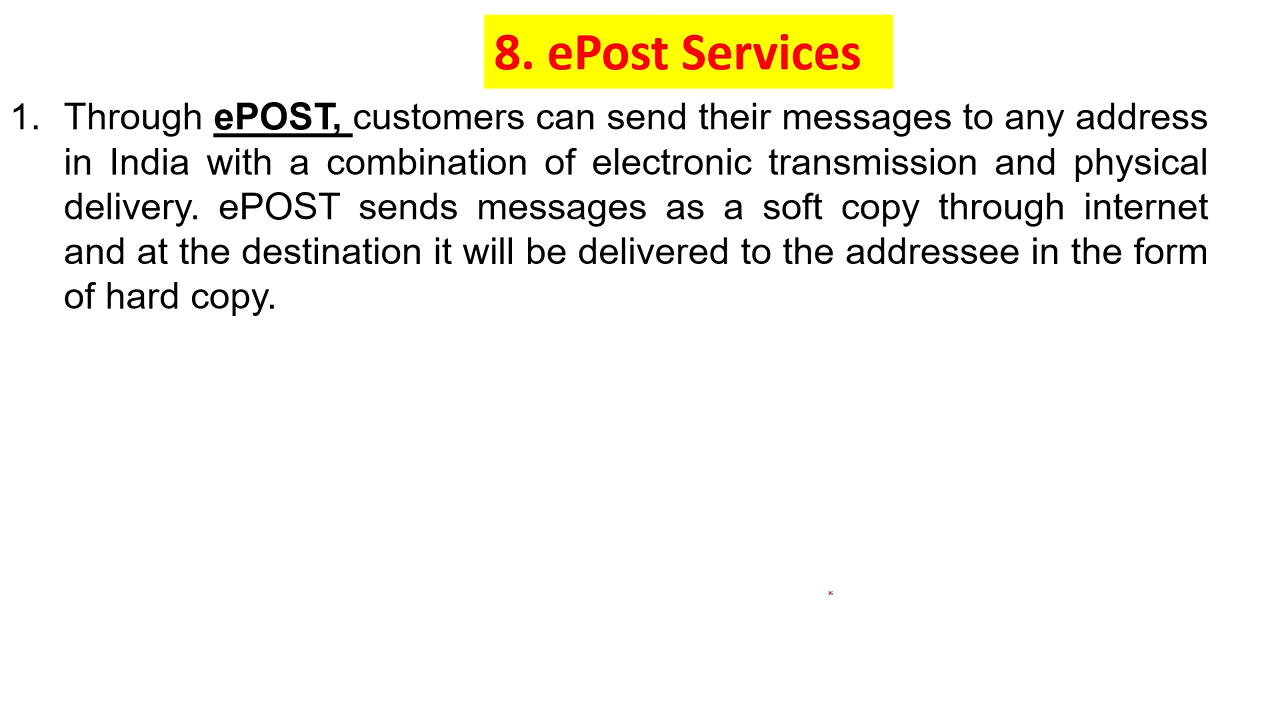 8. ePost Services
1. Through ePOST, customers can send their messages to any address
in India with a combination of electronic transmission and physical
delivery. ePOST sends messages as a soft copy through internet
and at the destination it will be delivered to the addressee in the form
of hard copy.